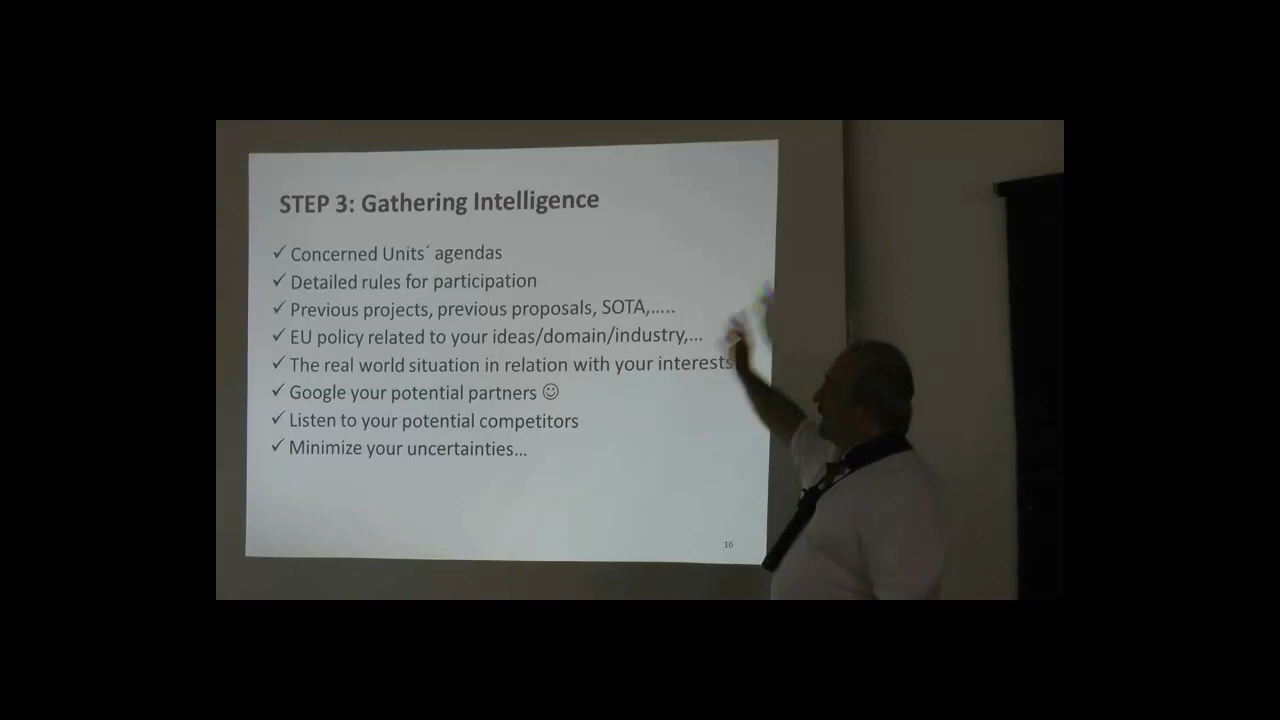 STEP 3: Gathering Intelligence
✓ Concerned Units´ agendas
✓ Detailed rules for participation
✓ Previous projects, previous proposals, SOTA,.....
✓ EU policy related to your ideas/domain/industry,...
✓ The real world situation in relation with your interests
✓ Google your potential partners ☺
✓ Listen to your potential competitors
✓ Minimize your uncertainties...
16